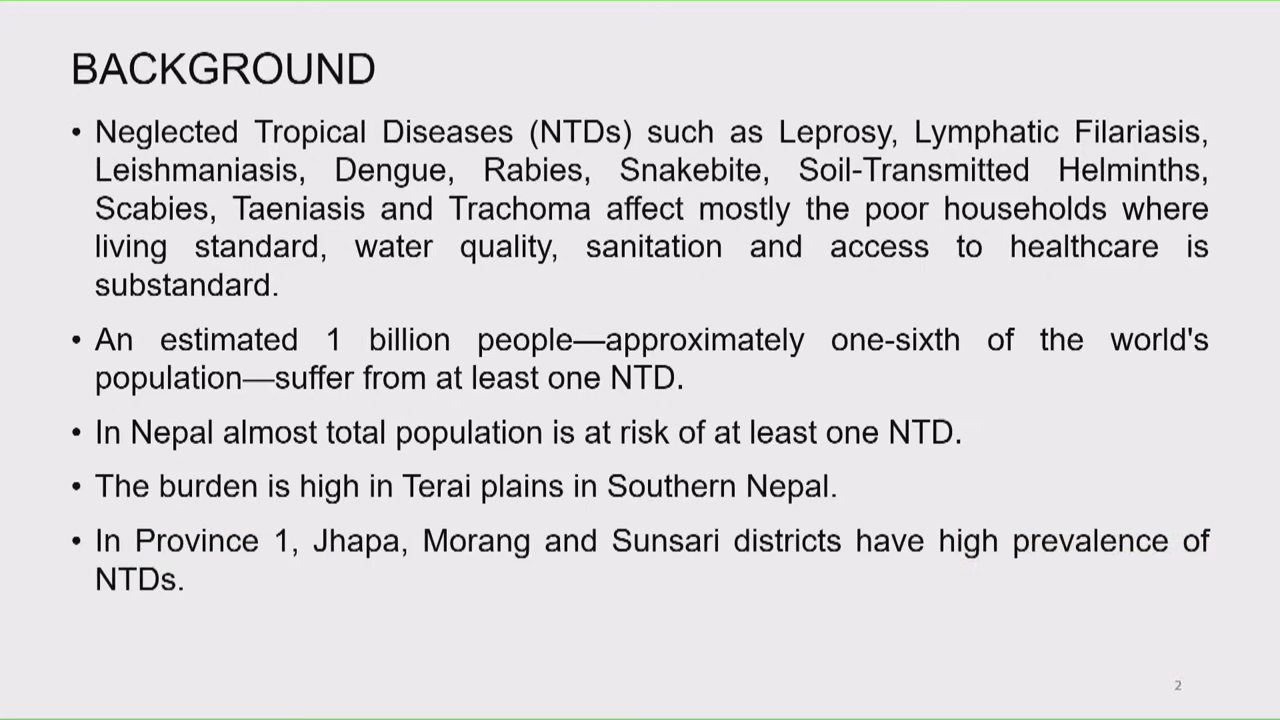 BACKGROUND
• Neglected Tropical Diseases (NTDs) such as Leprosy, Lymphatic Filariasis,
Leishmaniasis, Dengue, Rabies, Snakebite, Soil-Transmitted Helminths,
Scabies, Taeniasis and Trachoma affect mostly the poor households where
living standard, water quality, sanitation and access to healthcare is
substandard.
• An estimated 1 billion people—approximately one-sixth of the world's
population—suffer from at least one NTD.
• In Nepal almost total population is at risk of at least one NTD.
• The burden is high in Terai plains in Southern Nepal.
• In Province 1, Jhapa, Morang and Sunsari districts have high prevalence of
NTDs.
2